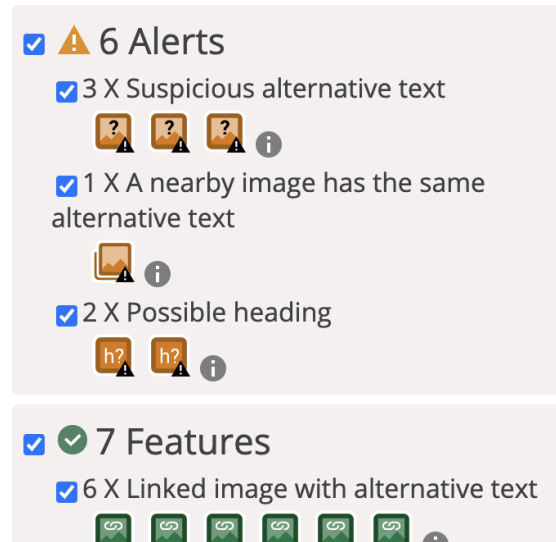 6 Alerts
3 X Suspicious alternative text
? ? ?
1 X A nearby image has the same
alternative text
2 X Possible heading
h? h?
7 Features
6 X Linked image with alternative text